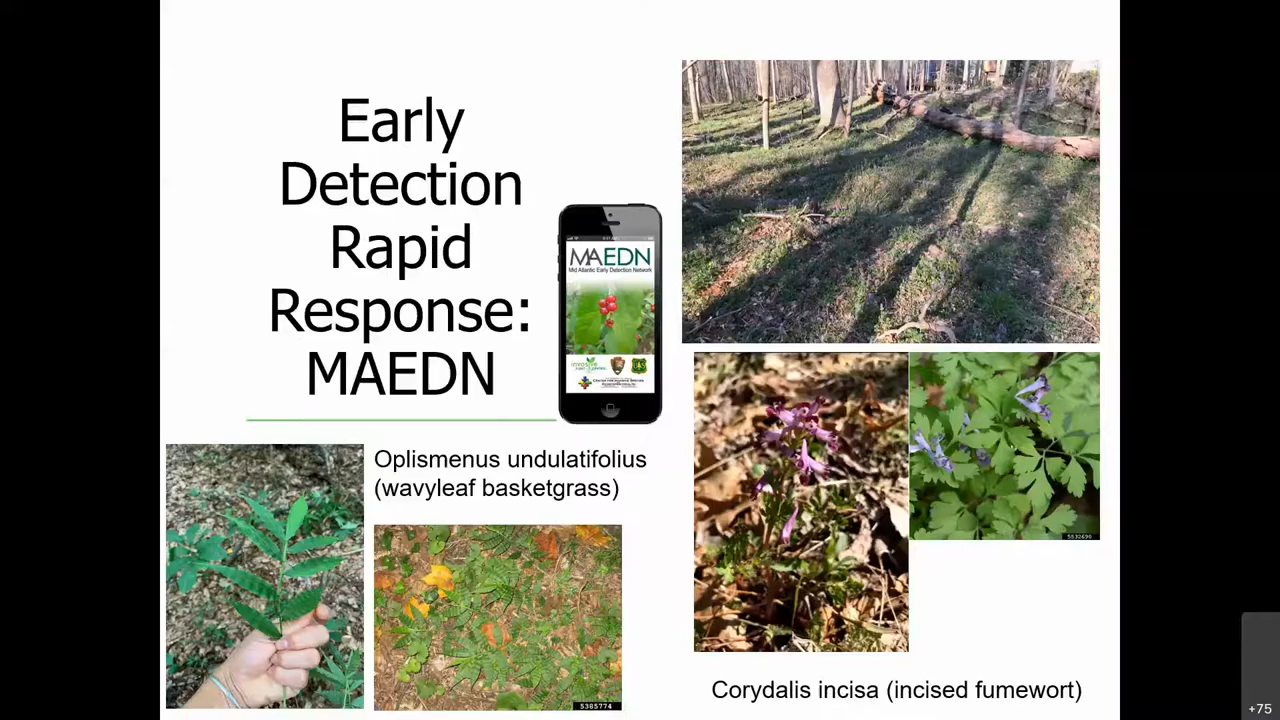 Early
Detection
Rapid
Response:
MAEDN
MAEDN
Mid Atlantic Early Detection Network
Oplismenus undulatifolius
(wavyleaf basketgrass)
5385774
Corydalis incisa (incised fumewort)
+75